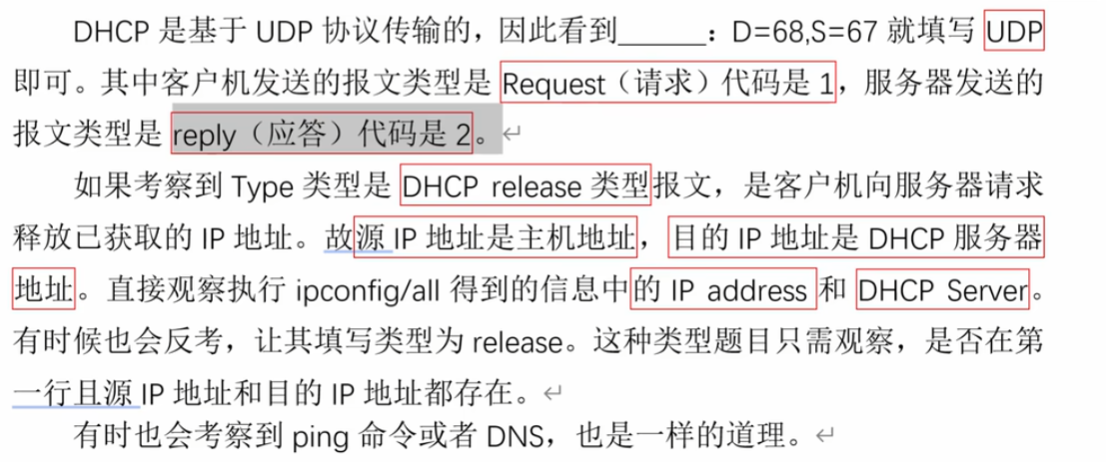 DHCP 是基于 UDP 协议传输的，因此看到______：D=68,S=67 就填写 UDP
即可。其中客户机发送的报文类型是 Request（请求）代码是 1，服务器发送的
报文类型是 reply（应答）代码是 2。
如果考察到 Type 类型是 DHCP release 类型报文，是客户机向服务器请求
释放已获取的 IP 地址。故源 IP 地址是主机地址，目的 IP 地址是 DHCP 服务器
地址。直接观察执行 ipconfig/all 得到的信息中的 IP address 和 DHCP Server。
有时候也会反考，让其填写类型为 release。这种类型题目只需观察，是否在第
一行且源 IP 地址和目的 IP 地址都存在。
有时也会考察到 ping 命令或者 DNS，也是一样的道理。